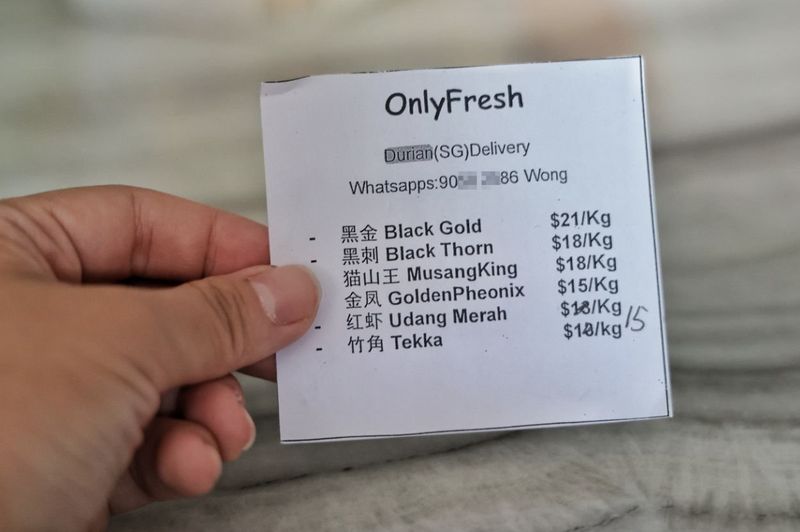 OnlyFresh
Durian(SG)Delivery
Whatsapps:90 86 Wong
- 黑金 Black Gold $21/Kg
- 黑刺 Black Thorn $18/Kg
猫山王 MusangKing $18/Kg
金凤 GoldenPheonix $15/Kg
- 红虾 Udang Merah $18/Kg 15
- 竹角 Tekka $18/kg